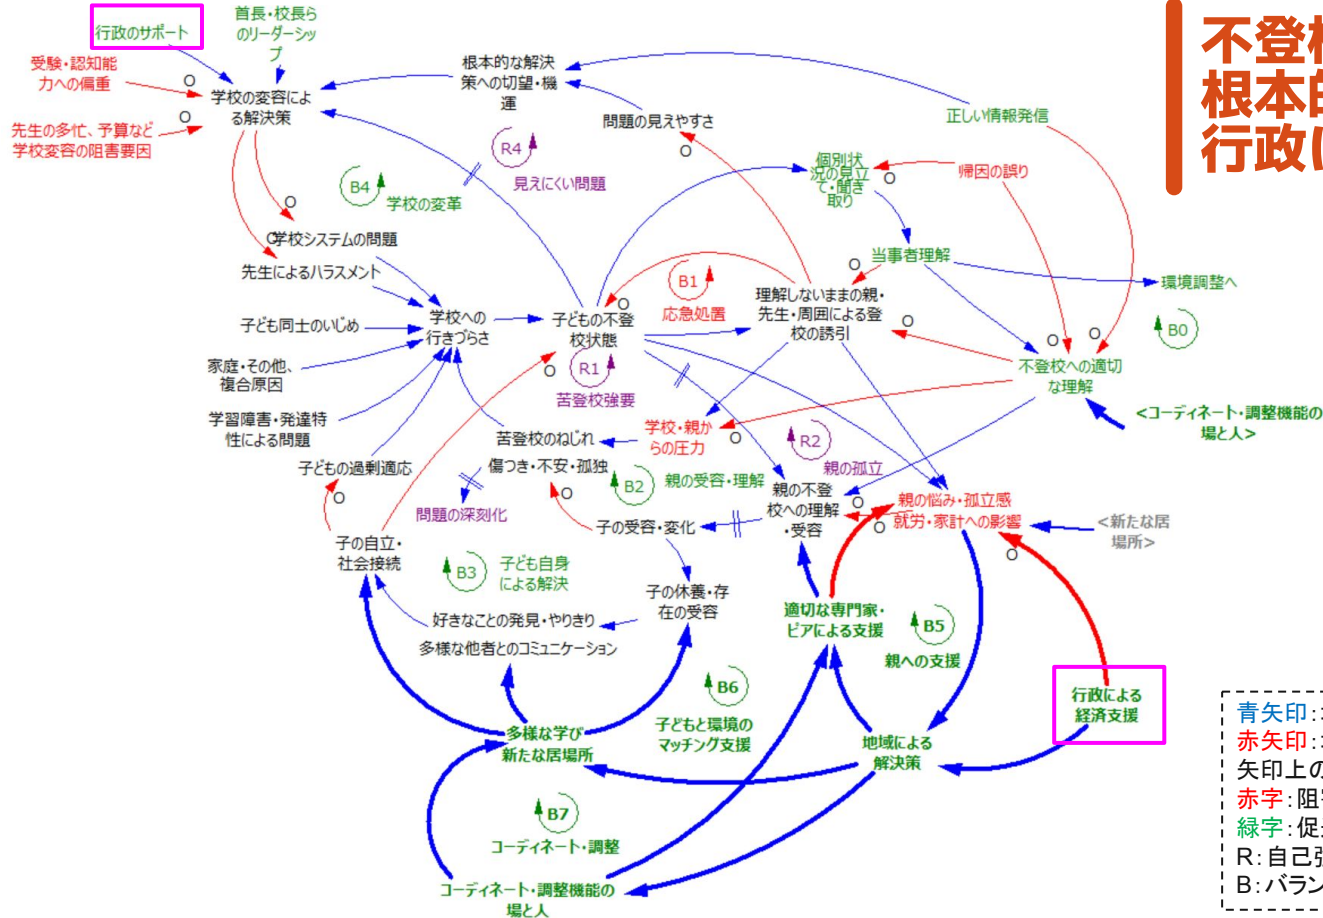 行政のサポート
首長・校長ら
のリーダーシッ
プ
不登校
根本的
行政に
受験・認知能
力への偏重
O
学校の変容によ
る解決策
根本的な解決
策への切望・機
運
先生の多忙、予算など
学校変容の阻害要因
O
問題の見えやすさ
O
正しい情報発信
R4
見えにくい問題
B4
学校の変革
個別状
況の見立
て・聞き
取り
O
帰因の誤り
O
O
学校システムの問題
先生によるハラスメント
当事者理解
O
環境調整へ
B1
応急処置
理解しないままの親・
先生・周囲による登
校の誘引
O
子ども同士のいじめ
学校への
行きづらさ
子どもの不登
校状態
O
O
O
O
B0
家庭・その他、
複合原因
R1
苦登校強要
不登校への適切
な理解
学習障害・発達特
性による問題
<コーディネート・調整機能の
場と人>
苦登校のねじれ
傷つき・不安・孤独
学校・親か
らの圧力
O
R2
親の孤立
子どもの過剰適応
O
B2
親の受容・理解
O
問題の深刻化
親の不登
校への理解
・受容
O
O
親の悩み・孤立感
就労・家計への影響
O
<新たな居
場所>
子の受容・変化
子の自立・
社会接続
B3
子ども自身
による解決
子の休養・存
在の受容
好きなことの発見・やりきり
多様な他者とのコミュニケーション
適切な専門家・
ピアによる支援
B5
親への支援
B6
子どもと環境の
マッチング支援
行政による
経済支援
多様な学び
新たな居場所
地域による
解決策
B7
コーディネート・調整
コーディネート・調整機能の
場と人
青矢印:
赤矢印:
矢印上の
赤字:阻
緑字:促
R:自己
B:バラン